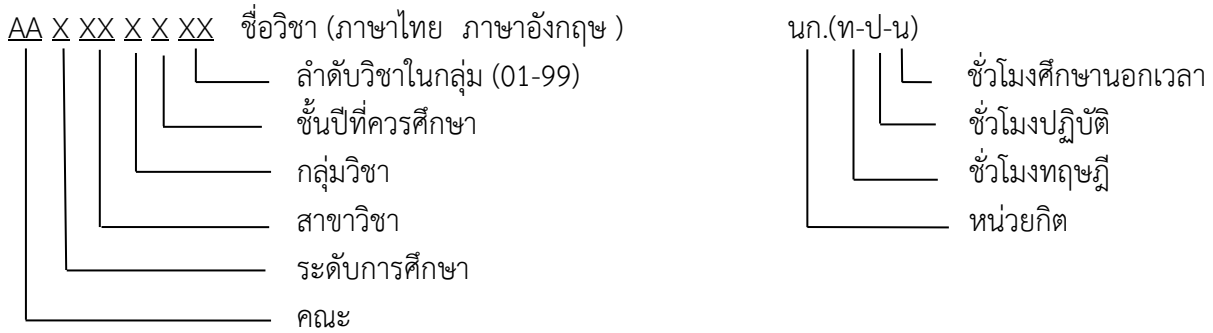 AA X XX X X XX ชื่อวิชา (ภาษาไทย ภาษาอังกฤษ ) นก.(ท-ป-น)
ลำดับวิชาในกลุ่ม (01-99) ชั่วโมงศึกษานอกเวลา
ชั้นปีที่ควรศึกษา ชั่วโมงปฏิบัติ
กลุ่มวิชา ชั่วโมงทฤษฎี
สาขาวิชา หน่วยกิต
ระดับการศึกษา
คณะ